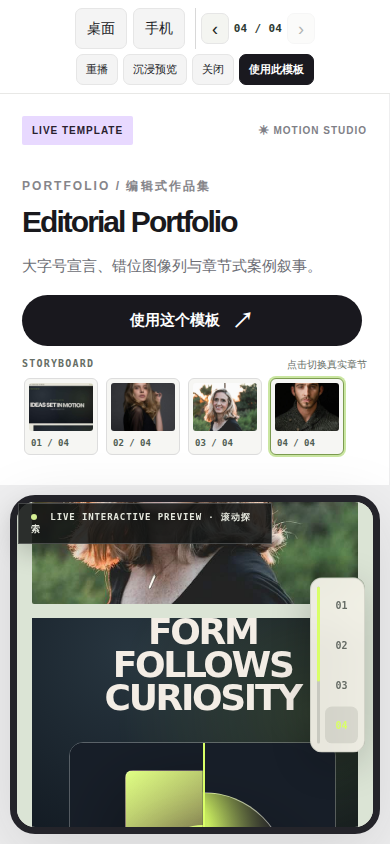 桌面 手机 ‹ 04 / 04 ›
重播 沉浸预览 关闭 使用此模板
LIVE TEMPLATE
✷ MOTION STUDIO
PORTFOLIO / 编辑式作品集
Editorial Portfolio
大字号宣言、错位图像列与章节式案例叙事。
使用这个模板 ↗
STORYBOARD 点击切换真实章节
IDEAS SET IN MOTION
01 / 04 02 / 04 03 / 04 04 / 04
LIVE INTERACTIVE PREVIEW · 滚动探
索
FORM
FOLLOWS
CURIOSITY
01
02
03